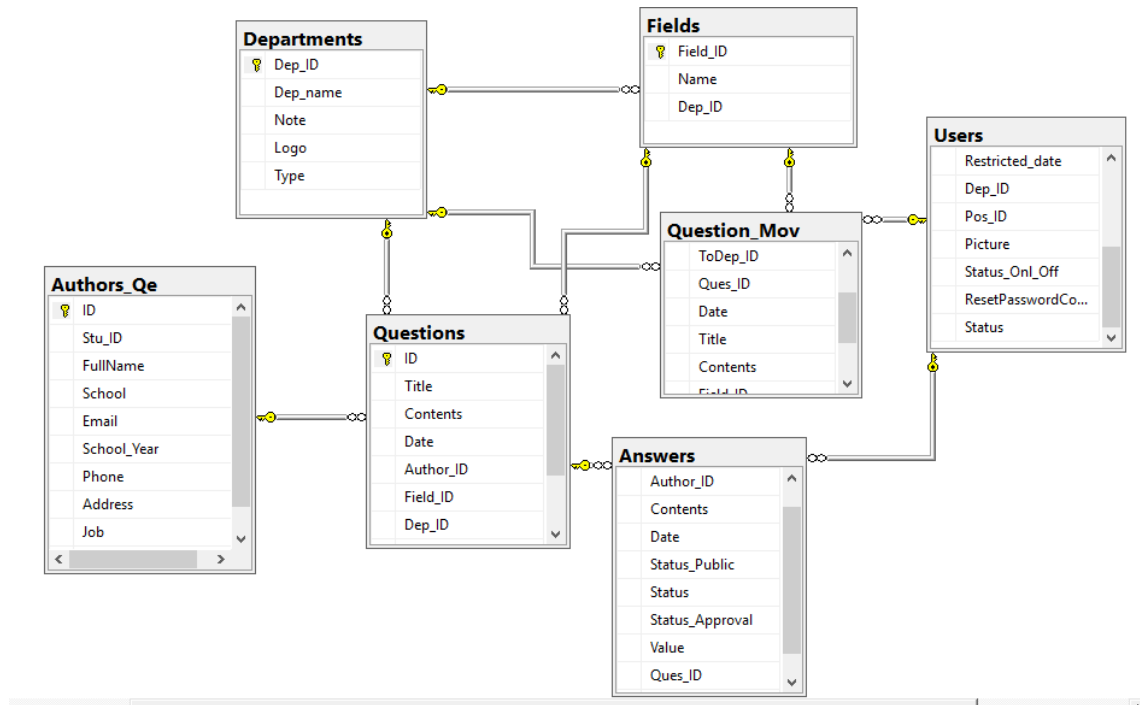 Departments
Dep_ID
Dep_name
Note
Logo
Type
Fields
Field_ID
Name
Dep_ID
Users
Restricted_date
Dep_ID
Pos_ID
Picture
Status_Onl_Off
ResetPasswordCo...
Status
Question_Mov
ToDep_ID
Ques_ID
Date
Title
Contents
Field_ID
Authors_Qe
ID
Stu_ID
FullName
School
Email
School_Year
Phone
Address
Job
Questions
ID
Title
Contents
Date
Author_ID
Field_ID
Dep_ID
Answers
Author_ID
Contents
Date
Status_Public
Status
Status_Approval
Value
Ques_ID